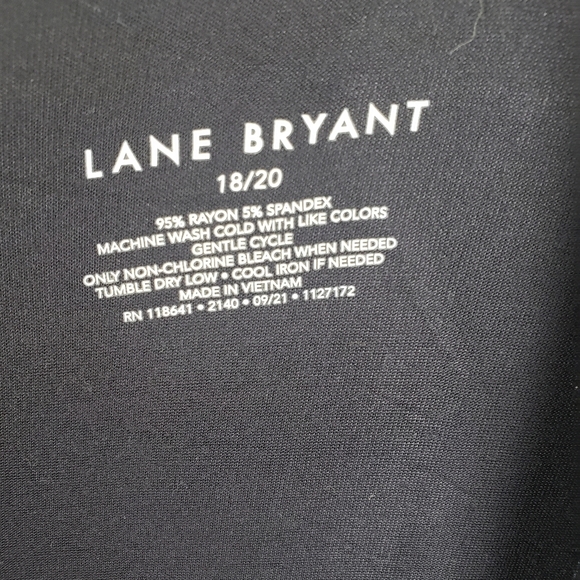 LANE BRYANT
18/20
95% RAYON 5% SPANDEX
MACHINE WASH COLD WITH LIKE COLORS
GENTLE CYCLE
ONLY NON-CHLORINE BLEACH WHEN NEEDED
TUMBLE DRY LOW • COOL IRON IF NEEDED
MADE IN VIETNAM
RN 118641 • 2140 • 09/21 • 1127172